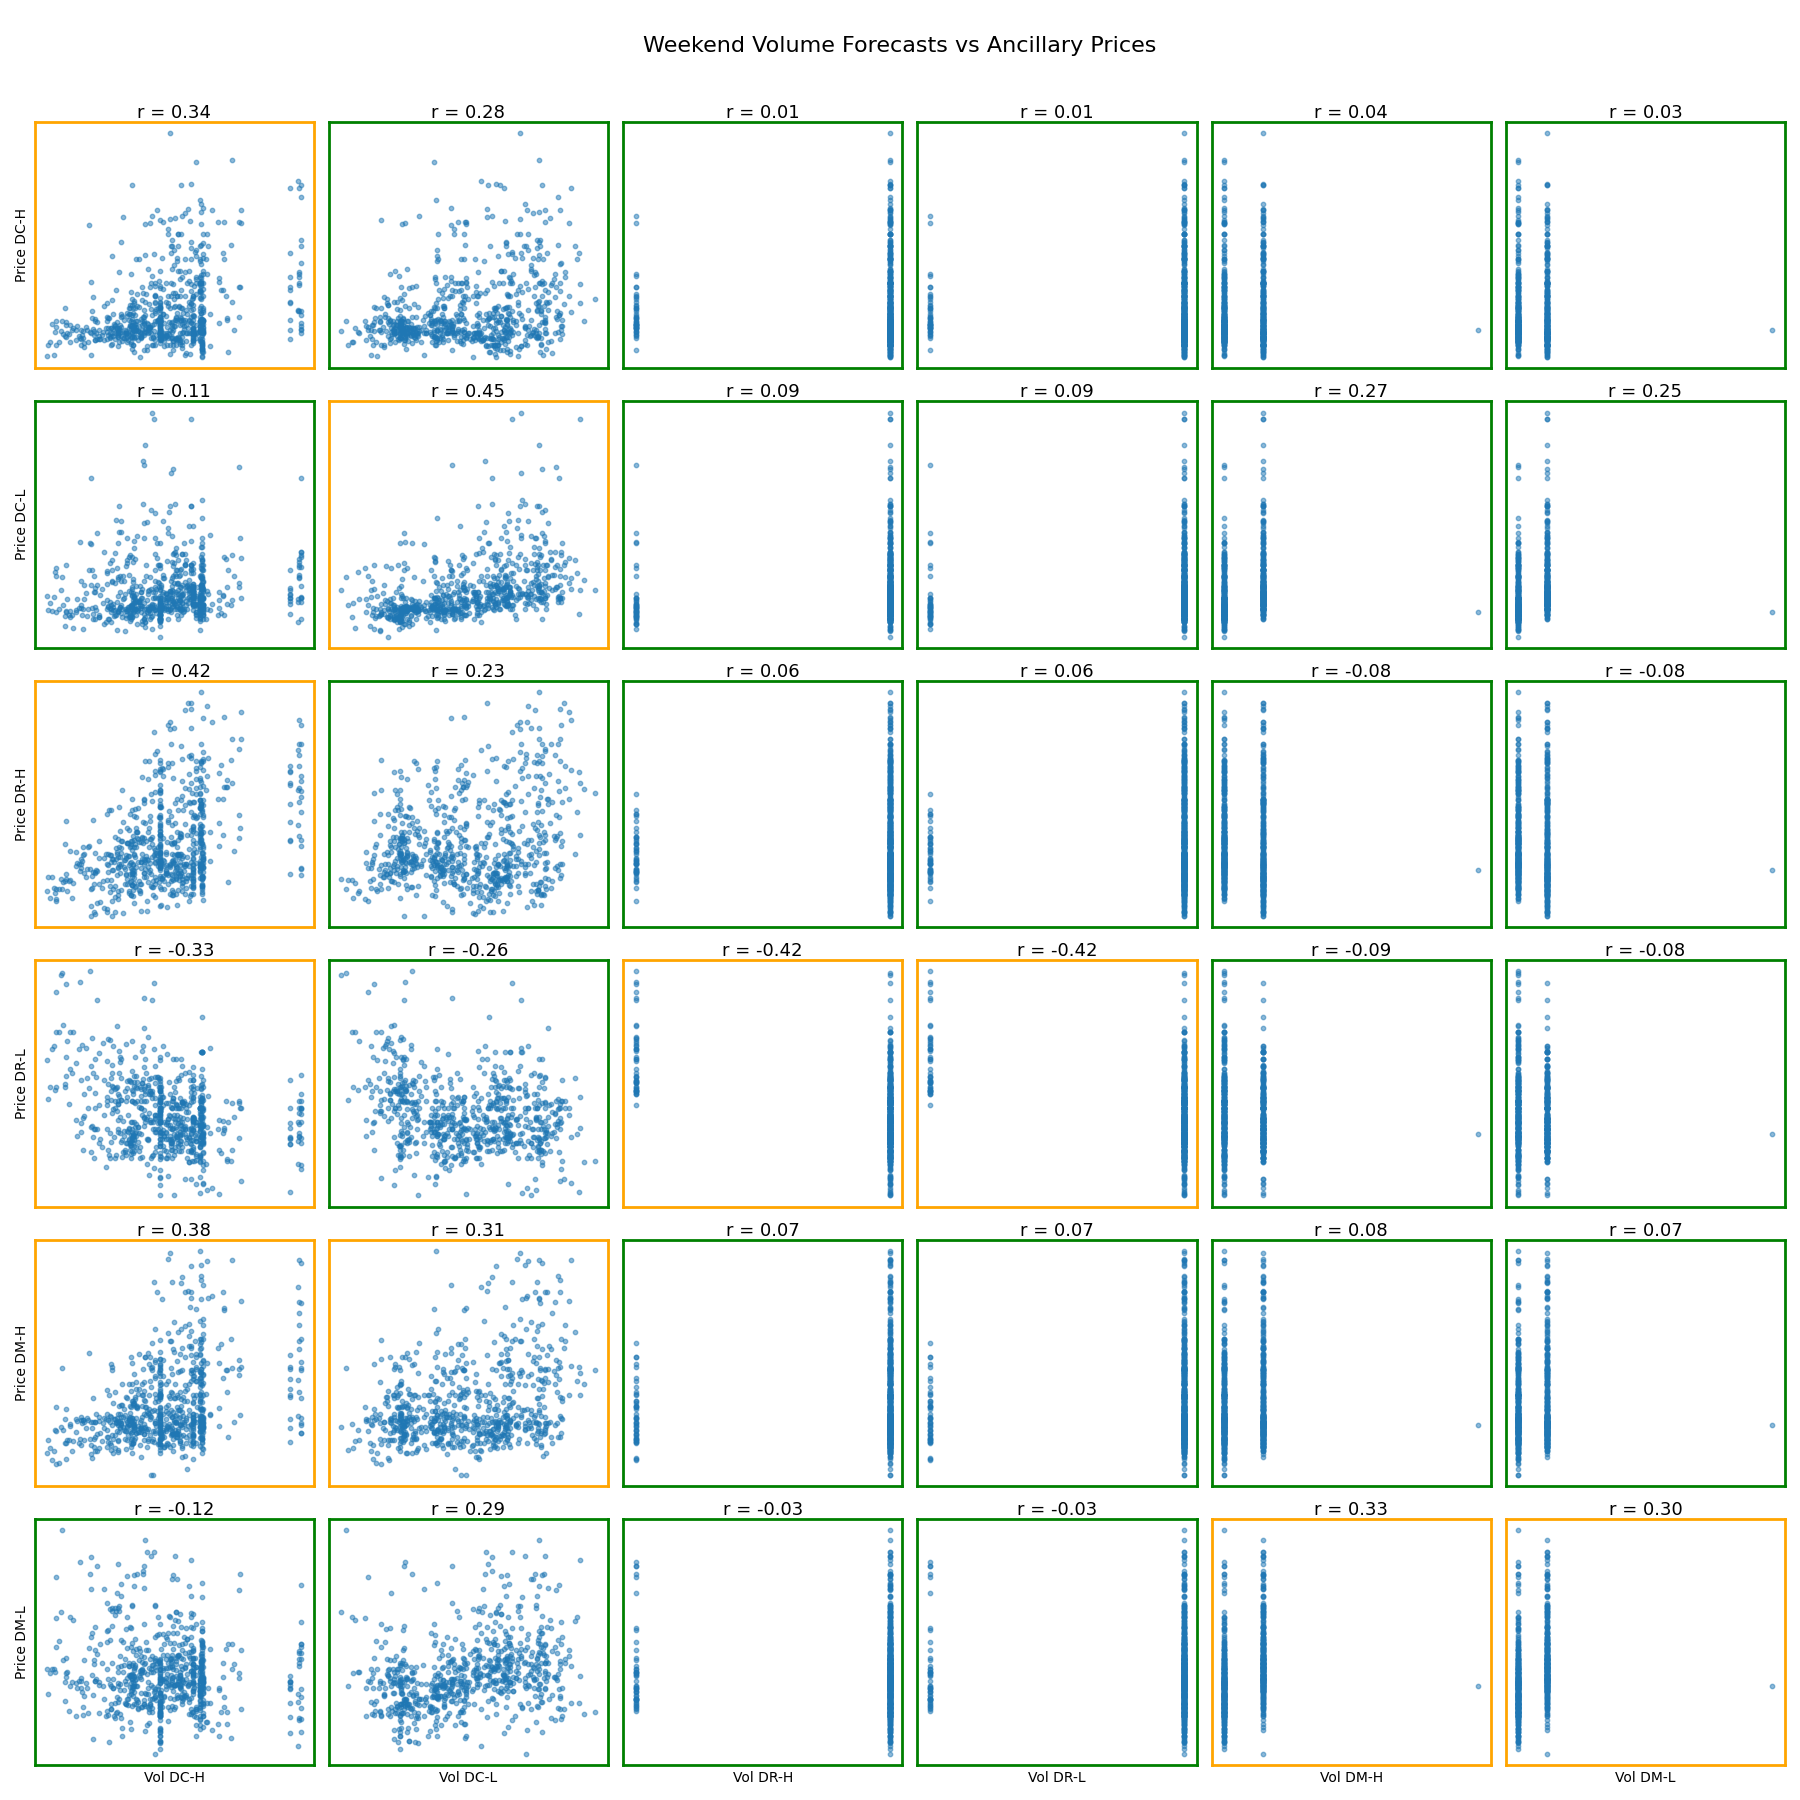 Weekend Volume Forecasts vs Ancillary Prices
r = 0.34
r = 0.28
r = 0.01
r = 0.01
r = 0.04
r = 0.03
Price DC-H
r = 0.11
r = 0.45
r = 0.09
r = 0.09
r = 0.27
r = 0.25
Price DC-L
r = 0.42
r = 0.23
r = 0.06
r = 0.06
r = -0.08
r = -0.08
Price DR-H
r = -0.33
r = -0.26
r = -0.42
r = -0.42
r = -0.09
r = -0.08
Price DR-L
r = 0.38
r = 0.31
r = 0.07
r = 0.07
r = 0.08
r = 0.07
Price DM-H
r = -0.12
r = 0.29
r = -0.03
r = -0.03
r = 0.33
r = 0.30
Price DM-L
Vol DC-H
Vol DC-L
Vol DR-H
Vol DR-L
Vol DM-H
Vol DM-L